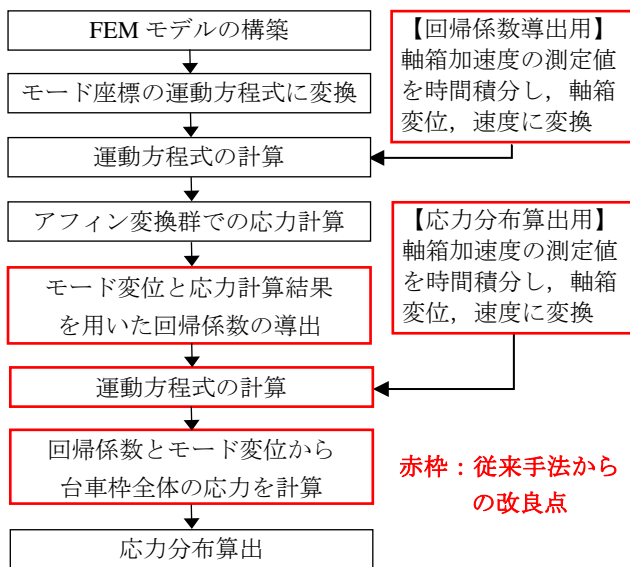 FEM モデルの構築
モード座標の運動方程式に変換
運動方程式の計算
アフィン変換群での応力計算
モード変位と応力計算結果
を用いた回帰係数の導出
運動方程式の計算
回帰係数とモード変位から
台車枠全体の応力を計算
応力分布算出
【回帰係数導出用】
軸箱加速度の測定値
を時間積分し，軸箱
変位，速度に変換
【応力分布算出用】
軸箱加速度の測定値
を時間積分し，軸箱
変位，速度に変換
赤枠：従来手法から
の改良点